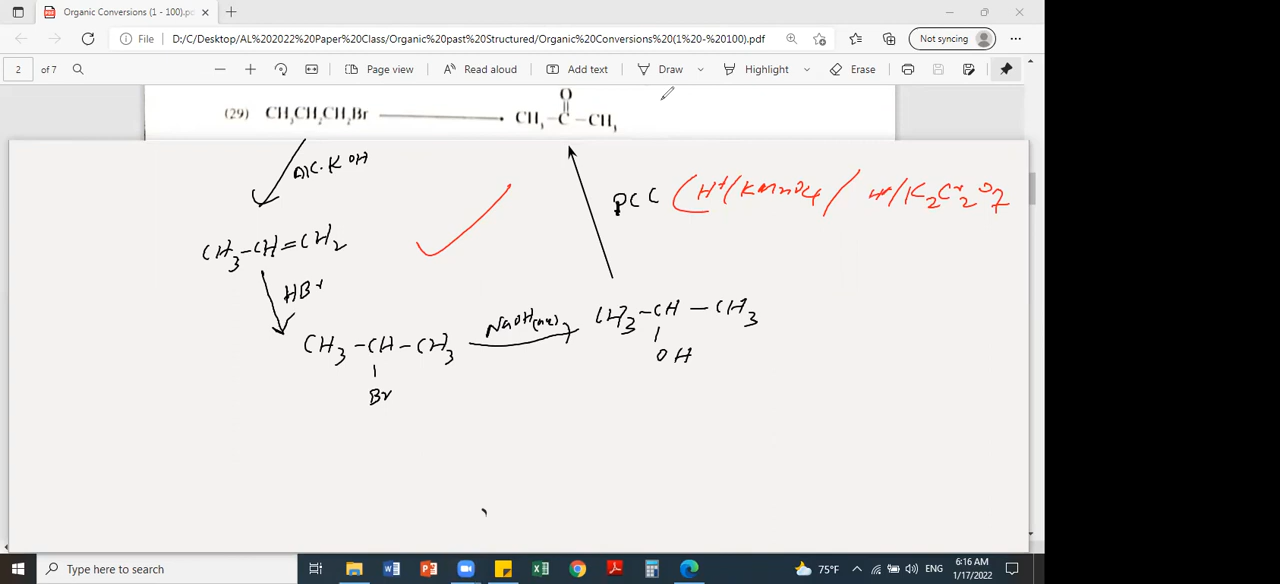 Organic Conversions (1 - 100).pc
File D:/C/Desktop/AL%202022%20Paper%20Class/Organic%20past%20Structured/Organic%20Conversions%20(1%20-%20100).pdf
Not syncing
2 of 7
Page view
Read aloud
Add text
Draw
Highlight
Erase
(29) CH₃CH₂CH₂Br
O
CH₃-C-CH₃
Alc.KOH
PCC (H⁺/KMnO4 / H⁺/K2Cr2O7
CH3-CH=CH2
HBr
CH3-CH-CH3
Br
NaOH(aq)
CH3-CH-CH3
OH
Type here to search
75°F
ENG
6:16 AM
1/17/2022